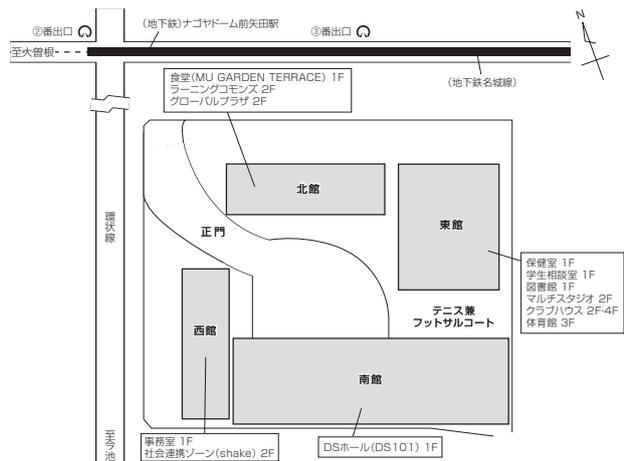 (地下鉄)ナゴヤドーム前矢田駅
②番出口
③番出口
N
至大曽根
(地下鉄名城線)
食堂(MU GARDEN TERRACE) 1F
ラーニングコモンズ 2F
グローバルプラザ 2F
環状線
北館
東館
正門
保健室 1F
学生相談室 1F
図書館 1F
マルチスタジオ 2F
クラブハウス 2F·4F
体育館 3F
テニス兼
フットサルコート
西館
南館
至今池
事務室 1F
社会連携ゾーン(shake) 2F
DSホール(DS101) 1F